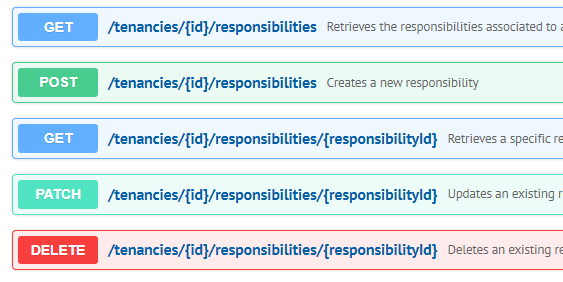 GET /tenancies/{id}/responsibilities Retrieves the responsibilities associated to
POST /tenancies/{id}/responsibilities Creates a new responsibility
GET /tenancies/{id}/responsibilities/{responsibilityId} Retrieves a specific
PATCH /tenancies/{id}/responsibilities/{responsibilityId} Updates an existing
DELETE /tenancies/{id}/responsibilities/{responsibilityId} Deletes an existing